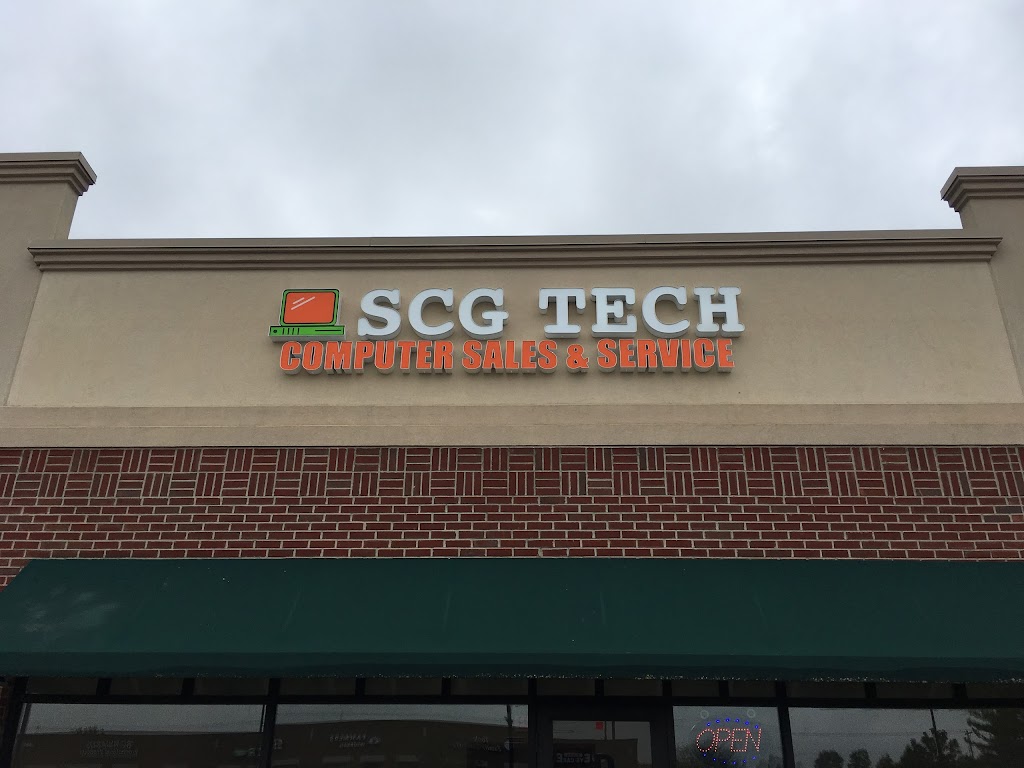 SCG TECH
COMPUTER SALES & SERVICE
OPEN